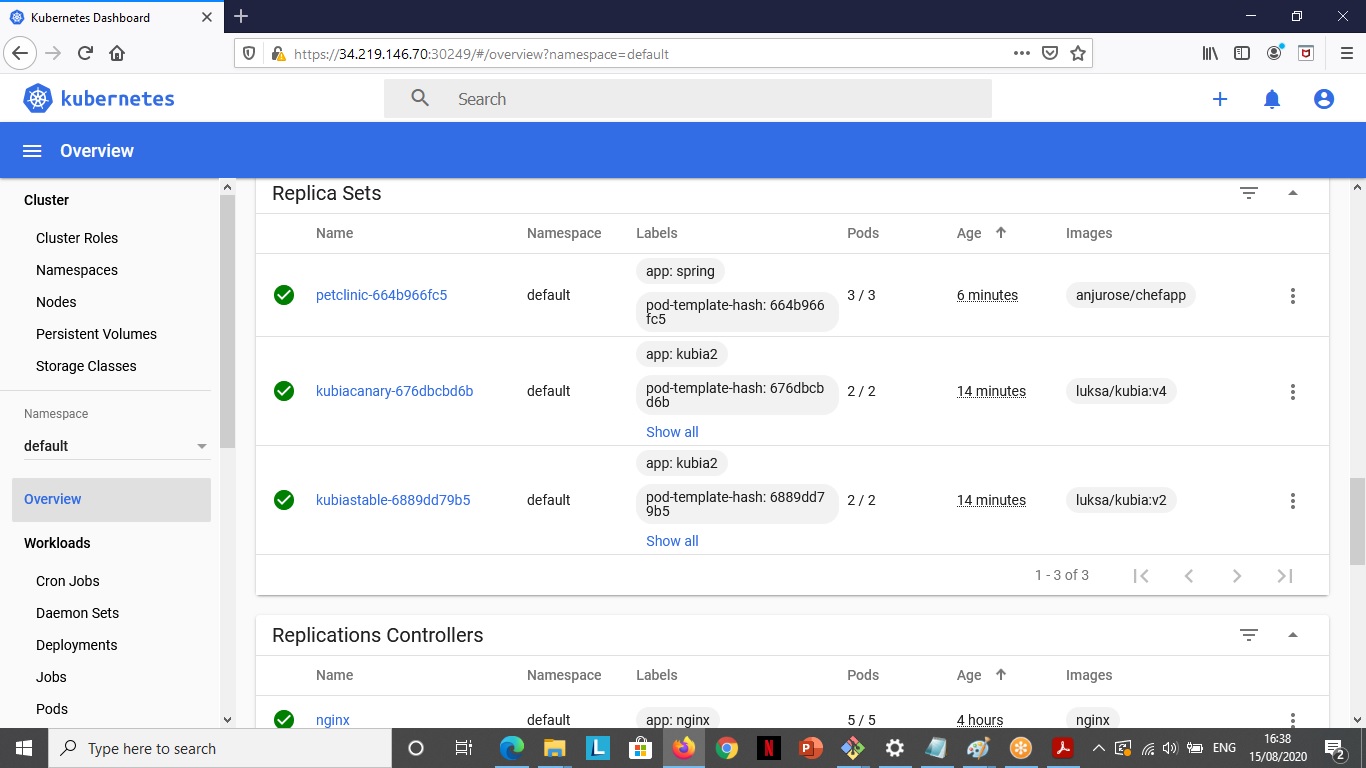 Kubernetes Dashboard
https://34.219.146.70:30249/#/overview?namespace=default
kubernetes
Search
Overview
Cluster
Cluster Roles
Namespaces
Nodes
Persistent Volumes
Storage Classes
Namespace
default
Overview
Workloads
Cron Jobs
Daemon Sets
Deployments
Jobs
Pods
Replica Sets
Name Namespace Labels Pods Age Images
petclinic-664b966fc5 default app: spring 3 / 3 6 minutes anjurose/chefapp
pod-template-hash: 664b966
fc5
kubiacanary-676dbcbd6b default app: kubia2 2 / 2 14 minutes luksa/kubia:v4
pod-template-hash: 676dbcb
d6b
Show all
kubiastable-6889dd79b5 default app: kubia2 2 / 2 14 minutes luksa/kubia:v2
pod-template-hash: 6889dd7
9b5
Show all
1 - 3 of 3
Replications Controllers
Name Namespace Labels Pods Age Images
nginx default app: nginx 5 / 5 4 hours nginx
Type here to search
L
N
P
ENG
16:38
15/08/2020
2